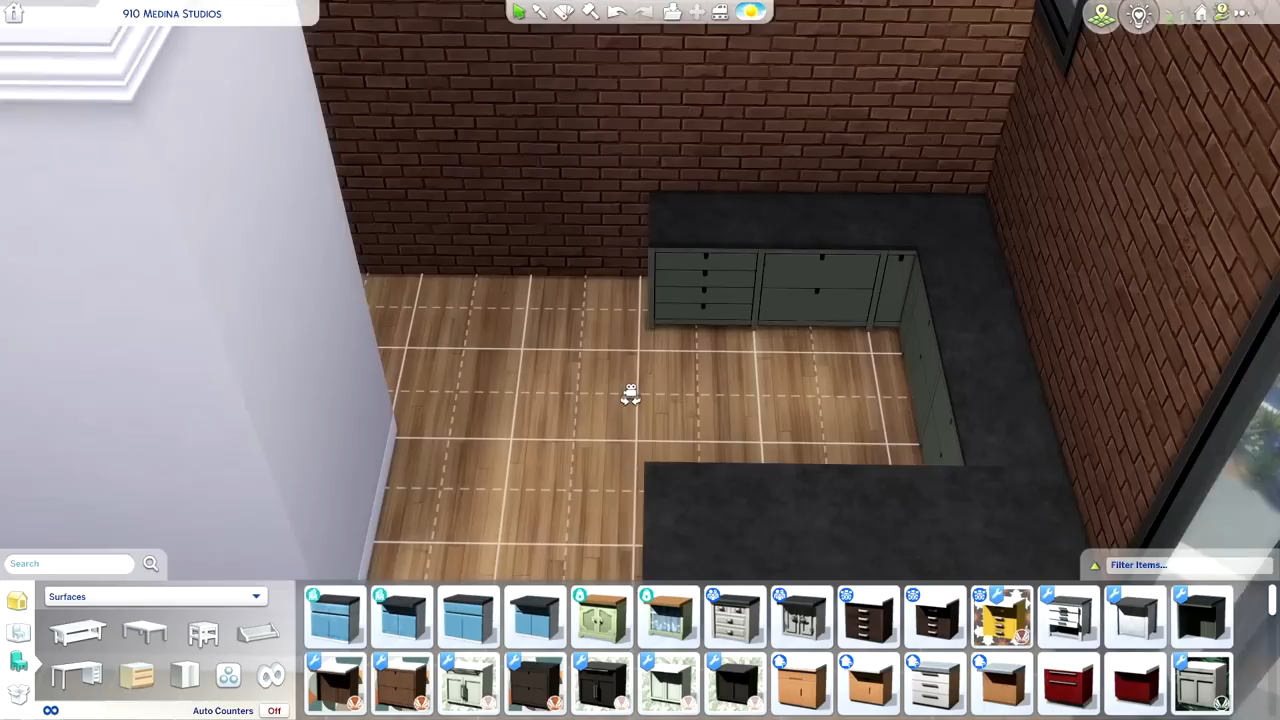 910 Medina Studios
Search
Filter Items...
Surfaces
Auto Counters Off